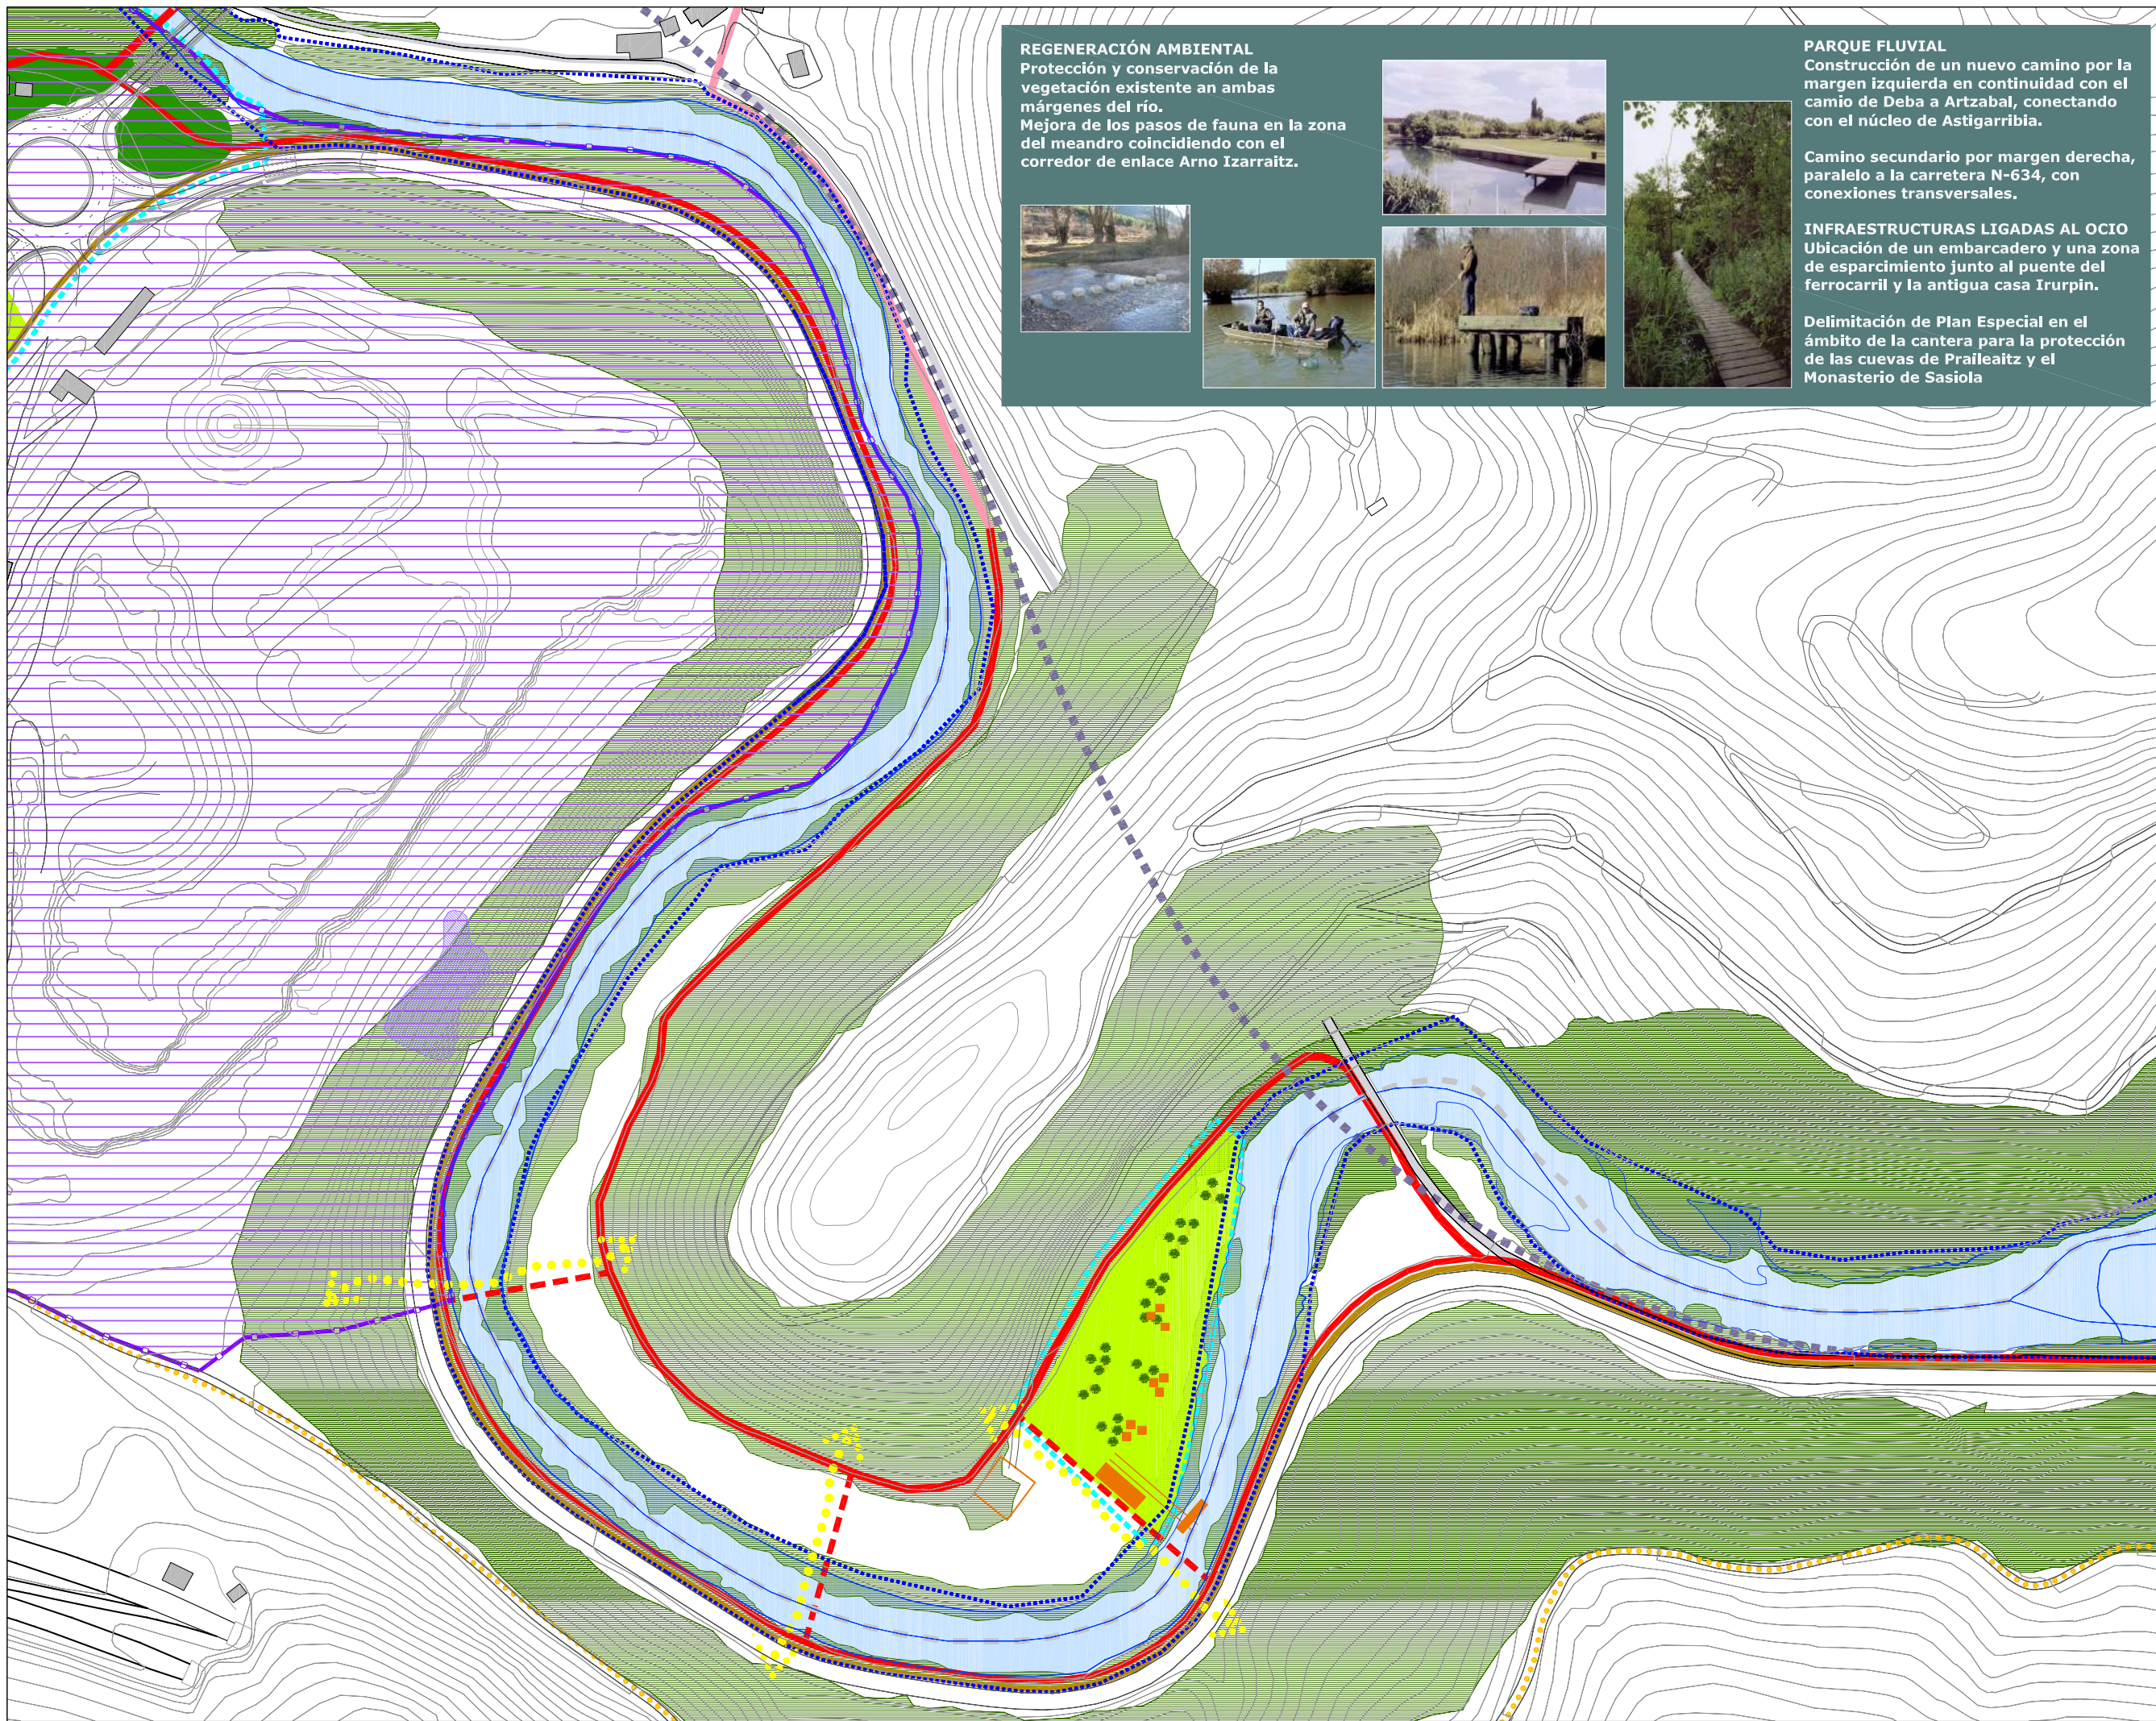 REGENERACIÓN AMBIENTAL
Protección y conservación de la
vegetación existente an ambas
márgenes del río.
Mejora de los pasos de fauna en la zona
del meandro coincidiendo con el
corredor de enlace Arno Izarraitz.
PARQUE FLUVIAL
Construcción de un nuevo camino por la
margen izquierda en continuidad con el
camio de Deba a Artzabal, conectando
con el núcleo de Astigarribia.
Camino secundario por margen derecha,
paralelo a la carretera N-634, con
conexiones transversales.
INFRAESTRUCTURAS LIGADAS AL OCIO
Ubicación de un embarcadero y una zona
de esparcimiento junto al puente del
ferrocarril y la antigua casa Irurpin.
Delimitación de Plan Especial en el
ámbito de la cantera para la protección
de las cuevas de Praíleaitz y el
Monasterio de Sasiola